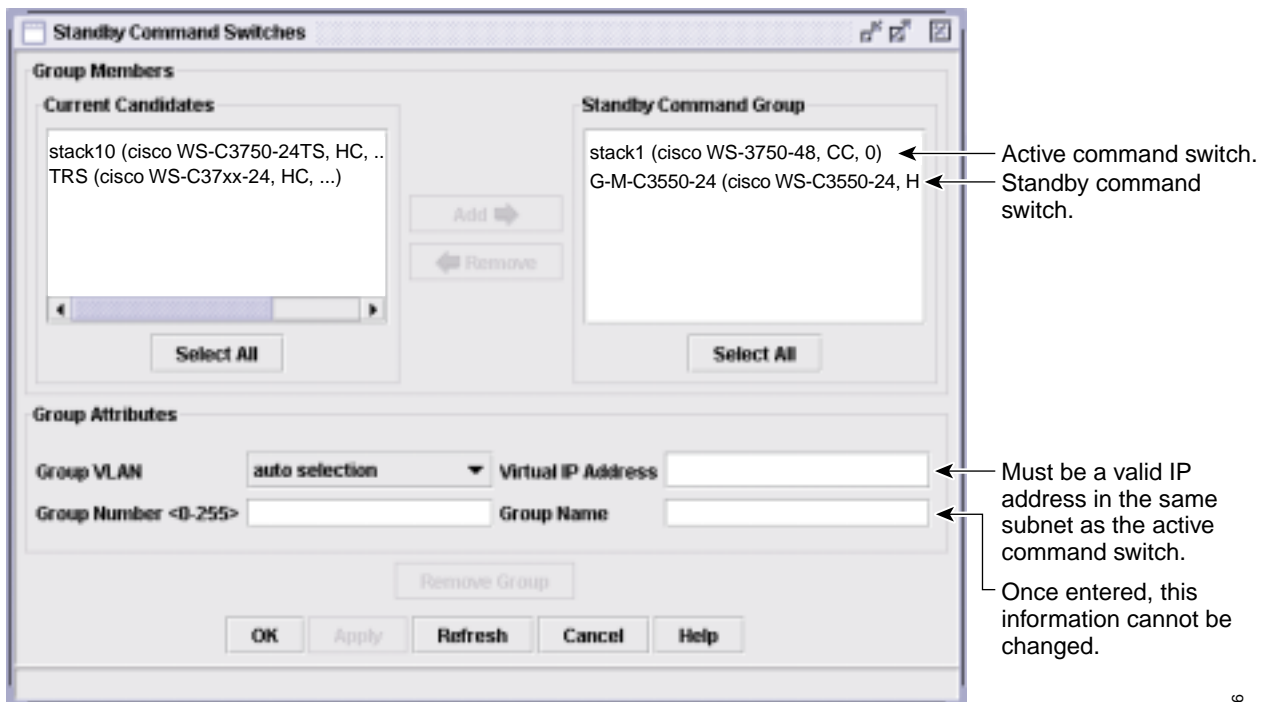 Standby Command Switches
Group Members
Current Candidates
stack10 (cisco WS-C3750-24TS, HC, ..
TRS (cisco WS-C37xx-24, HC, ...)
Select All
Add
Remove
Standby Command Group
stack1 (cisco WS-3750-48, CC, 0)
G-M-C3550-24 (cisco WS-C3550-24, H
Select All
Active command switch.
Standby command
switch.
Group Attributes
Group VLAN auto selection Virtual IP Address
Group Number <0-255> Group Name
Must be a valid IP
address in the same
subnet as the active
command switch.
Once entered, this
information cannot be
changed.
Remove Group
OK Apply Refresh Cancel Help